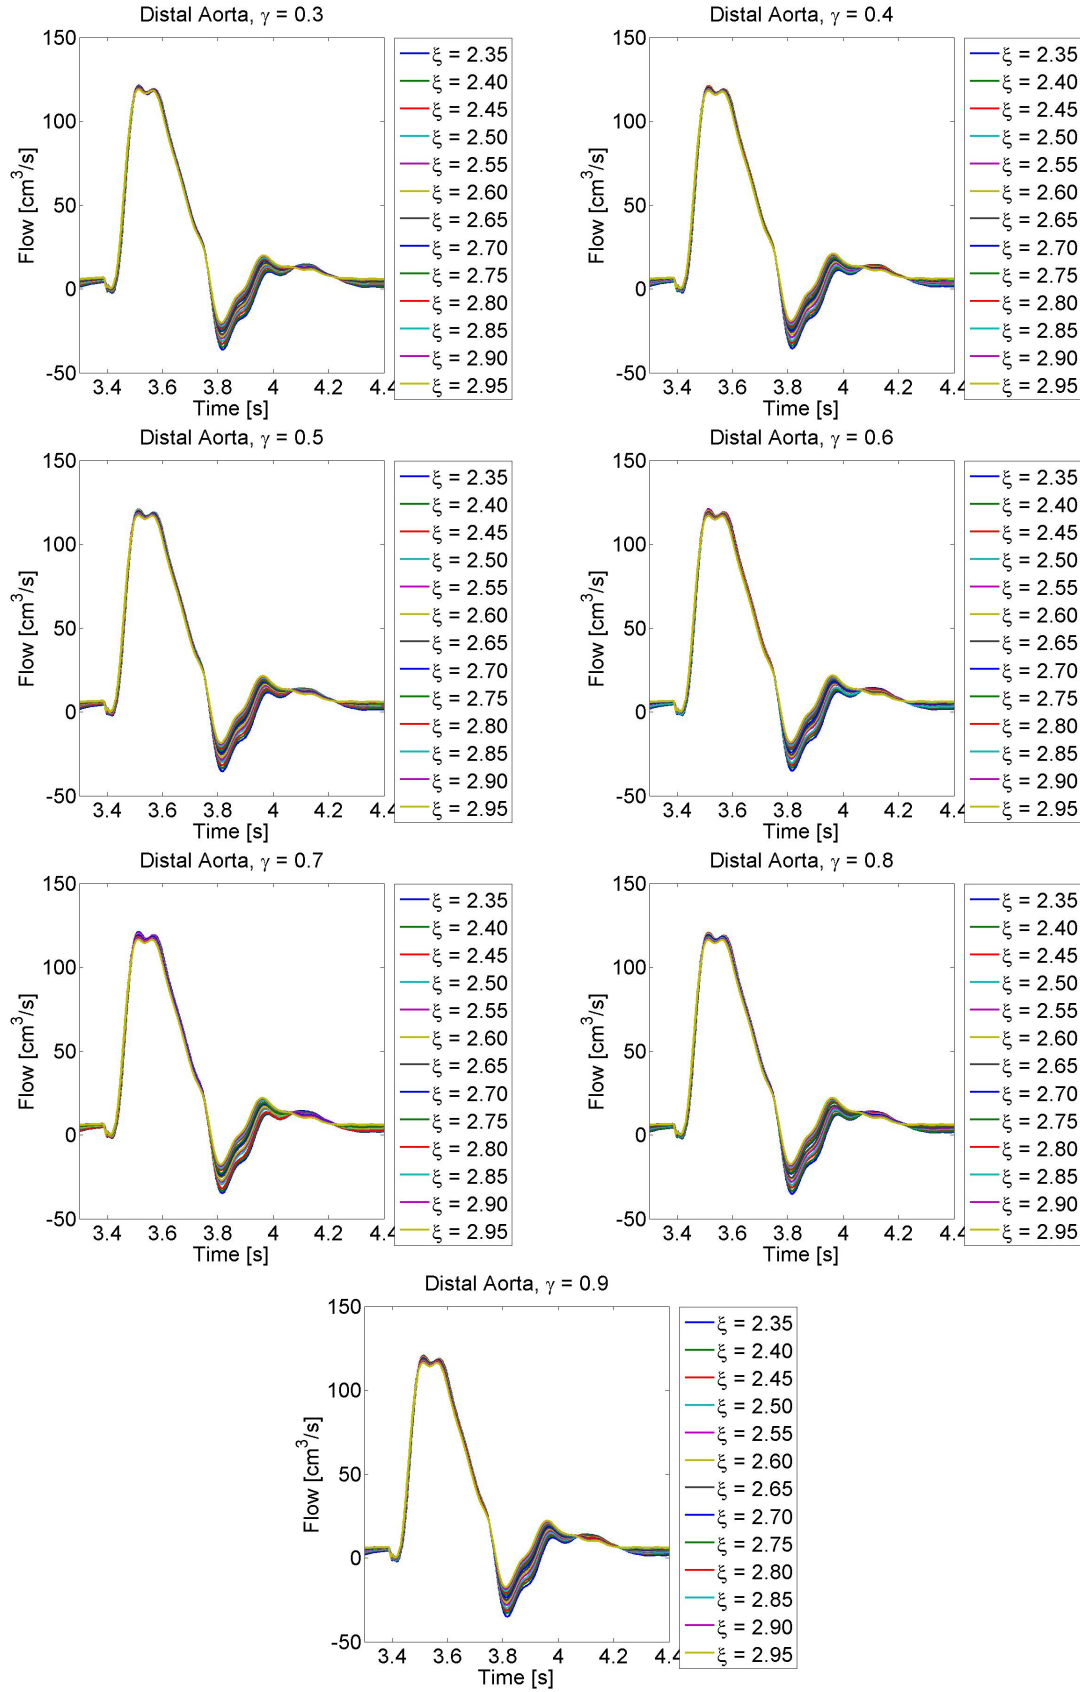 Distal Aorta, γ = 0.3
150
100
50
0
-50
Flow [cm³/s]
3.4 3.6 3.8 4 4.2 4.4
Time [s]
ξ = 2.35
ξ = 2.40
ξ = 2.45
ξ = 2.50
ξ = 2.55
ξ = 2.60
ξ = 2.65
ξ = 2.70
ξ = 2.75
ξ = 2.80
ξ = 2.85
ξ = 2.90
ξ = 2.95
Distal Aorta, γ = 0.4
150
100
50
0
-50
Flow [cm³/s]
3.4 3.6 3.8 4 4.2 4.4
Time [s]
ξ = 2.35
ξ = 2.40
ξ = 2.45
ξ = 2.50
ξ = 2.55
ξ = 2.60
ξ = 2.65
ξ = 2.70
ξ = 2.75
ξ = 2.80
ξ = 2.85
ξ = 2.90
ξ = 2.95
Distal Aorta, γ = 0.5
150
100
50
0
-50
Flow [cm³/s]
3.4 3.6 3.8 4 4.2 4.4
Time [s]
ξ = 2.35
ξ = 2.40
ξ = 2.45
ξ = 2.50
ξ = 2.55
ξ = 2.60
ξ = 2.65
ξ = 2.70
ξ = 2.75
ξ = 2.80
ξ = 2.85
ξ = 2.90
ξ = 2.95
Distal Aorta, γ = 0.6
150
100
50
0
-50
Flow [cm³/s]
3.4 3.6 3.8 4 4.2 4.4
Time [s]
ξ = 2.35
ξ = 2.40
ξ = 2.45
ξ = 2.50
ξ = 2.55
ξ = 2.60
ξ = 2.65
ξ = 2.70
ξ = 2.75
ξ = 2.80
ξ = 2.85
ξ = 2.90
ξ = 2.95
Distal Aorta, γ = 0.7
150
100
50
0
-50
Flow [cm³/s]
3.4 3.6 3.8 4 4.2 4.4
Time [s]
ξ = 2.35
ξ = 2.40
ξ = 2.45
ξ = 2.50
ξ = 2.55
ξ = 2.60
ξ = 2.65
ξ = 2.70
ξ = 2.75
ξ = 2.80
ξ = 2.85
ξ = 2.90
ξ = 2.95
Distal Aorta, γ = 0.8
150
100
50
0
-50
Flow [cm³/s]
3.4 3.6 3.8 4 4.2 4.4
Time [s]
ξ = 2.35
ξ = 2.40
ξ = 2.45
ξ = 2.50
ξ = 2.55
ξ = 2.60
ξ = 2.65
ξ = 2.70
ξ = 2.75
ξ = 2.80
ξ = 2.85
ξ = 2.90
ξ = 2.95
Distal Aorta, γ = 0.9
150
100
50
0
-50
Flow [cm³/s]
3.4 3.6 3.8 4 4.2 4.4
Time [s]
ξ = 2.35
ξ = 2.40
ξ = 2.45
ξ = 2.50
ξ = 2.55
ξ = 2.60
ξ = 2.65
ξ = 2.70
ξ = 2.75
ξ = 2.80
ξ = 2.85
ξ = 2.90
ξ = 2.95